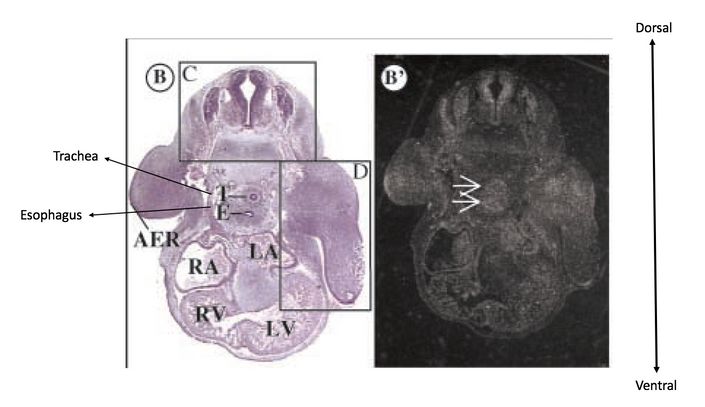 Dorsal
B
C
B'
Trachea
D
T
Esophagus
E
AER
LA
RA
RV
LV
Ventral